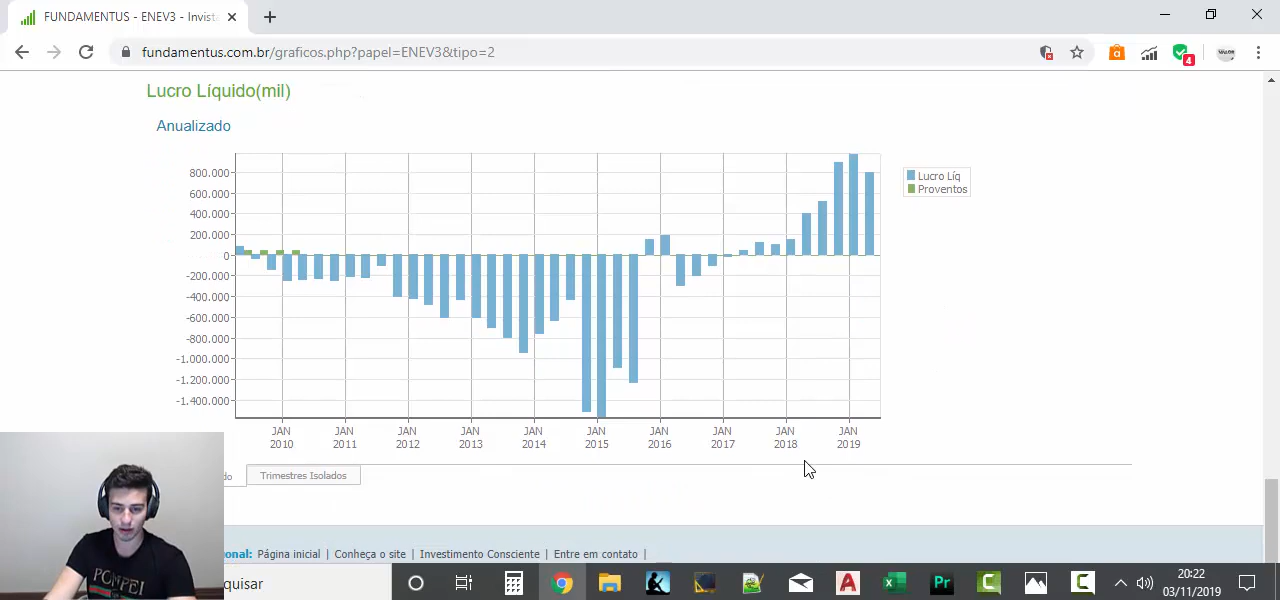 FUNDAMENTUS - ENEV3 - Invist
fundamentus.com.br/graficos.php?papel=ENEV3&tipo=2
4
Lucro Líquido(mil)
Anualizado
800.000
600.000
400.000
200.000
0
-200.000
-400.000
-600.000
-800.000
-1.000.000
-1.200.000
-1.400.000
Lucro Líq
Proventos
JAN JAN JAN JAN JAN JAN JAN JAN JAN JAN
2010 2011 2012 2013 2014 2015 2016 2017 2018 2019
do Trimestres Isolados
onal: Página inicial | Conheça o site | Investimento Consciente | Entre em contato |
POMPEI
quisar
Pr
20:22
03/11/2019